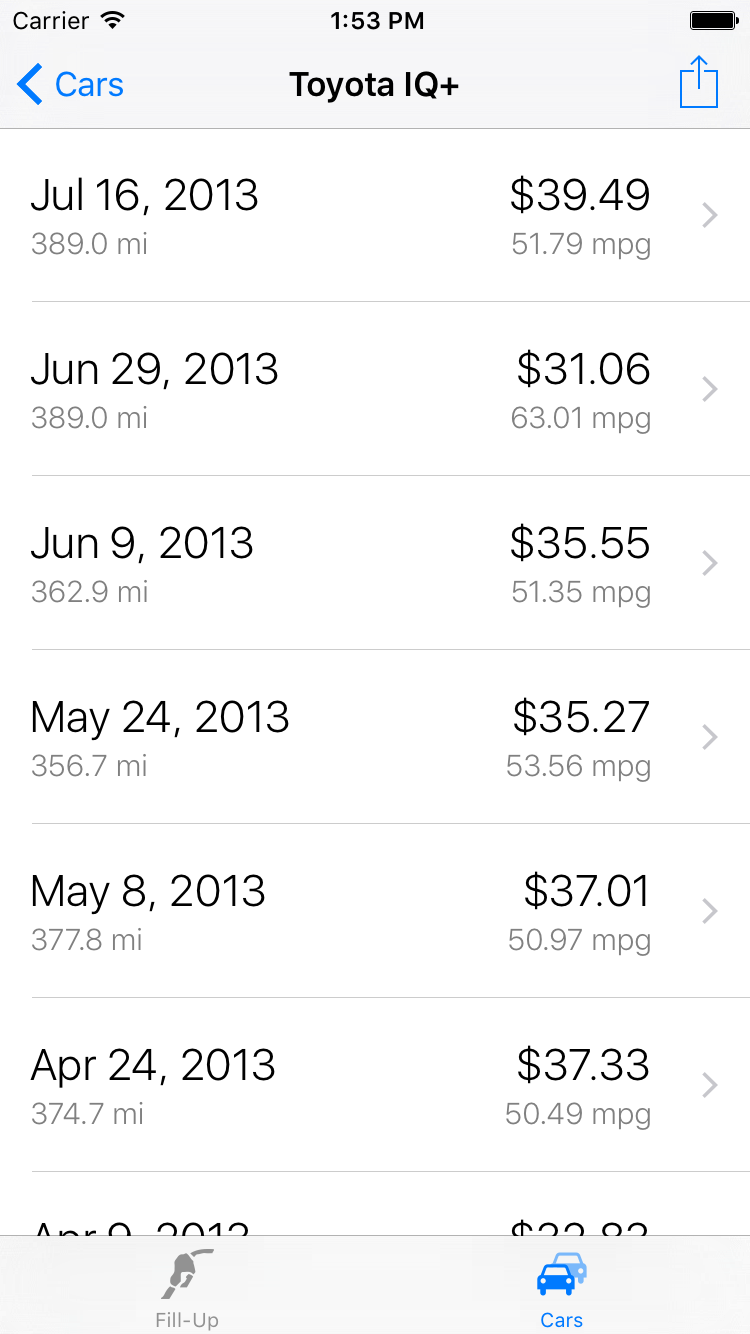 Carrier 1:53 PM
Cars Toyota IQ+
Jul 16, 2013 $39.49
389.0 mi 51.79 mpg
Jun 29, 2013 $31.06
389.0 mi 63.01 mpg
Jun 9, 2013 $35.55
362.9 mi 51.35 mpg
May 24, 2013 $35.27
356.7 mi 53.56 mpg
May 8, 2013 $37.01
377.8 mi 50.97 mpg
Apr 24, 2013 $37.33
374.7 mi 50.49 mpg
Apr 9, 2013
Fill-Up Cars